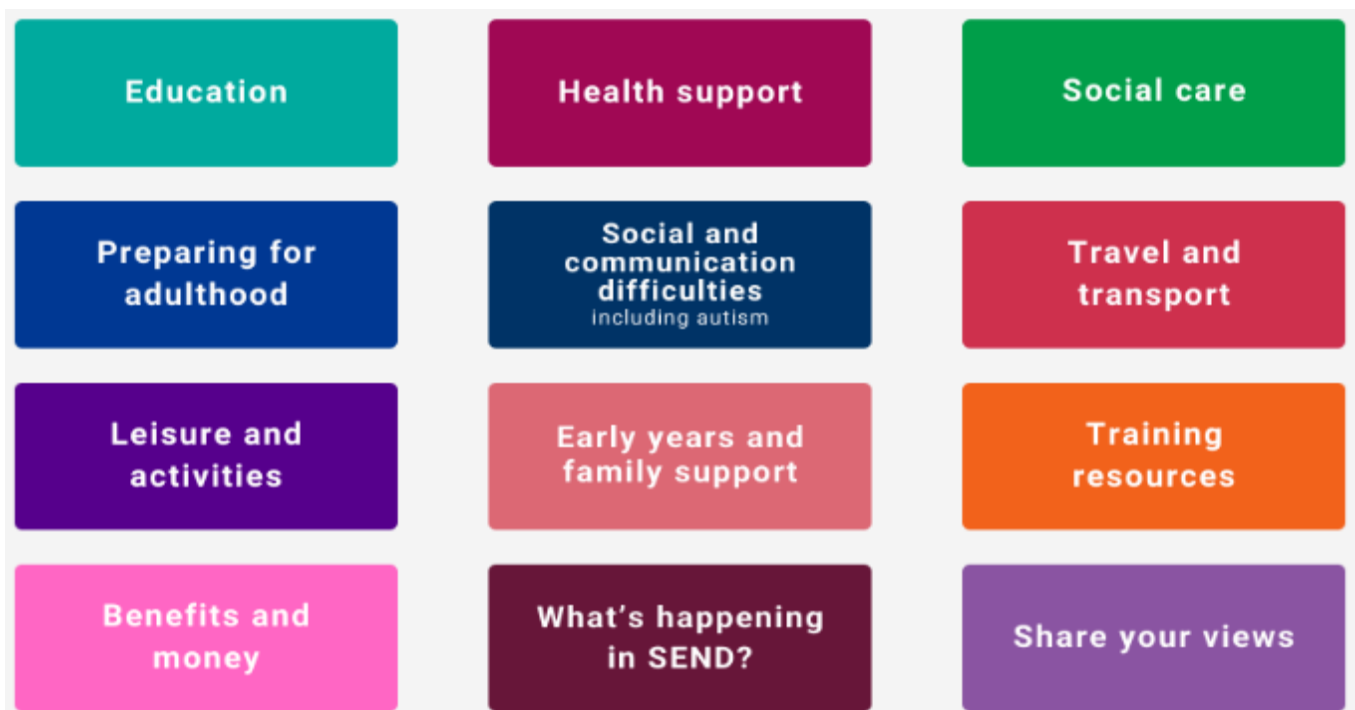 Education
Health support
Social care
Preparing for
adulthood
Social and
communication
difficulties
including autism
Travel and
transport
Leisure and
activities
Early years and
family support
Training
resources
Benefits and
money
What’s happening
in SEND?
Share your views